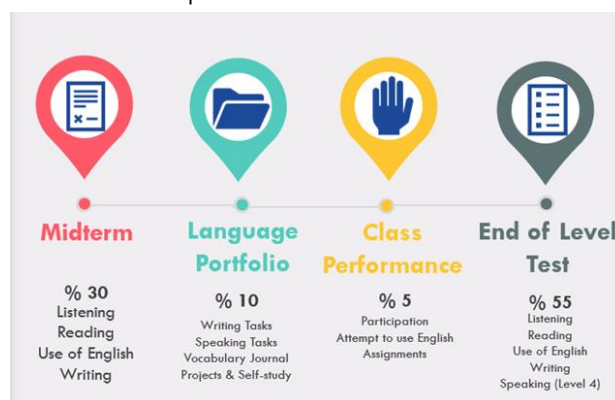 Midterm
% 30
Listening
Reading
Use of English
Writing
Language
Portfolio
% 10
Writing Tasks
Speaking Tasks
Vocabulary Journal
Projects & Self-study
Class
Performance
% 5
Participation
Attempt to use English
Assignments
End of Level
Test
% 55
Listening
Reading
Use of English
Writing
Speaking (Level 4)